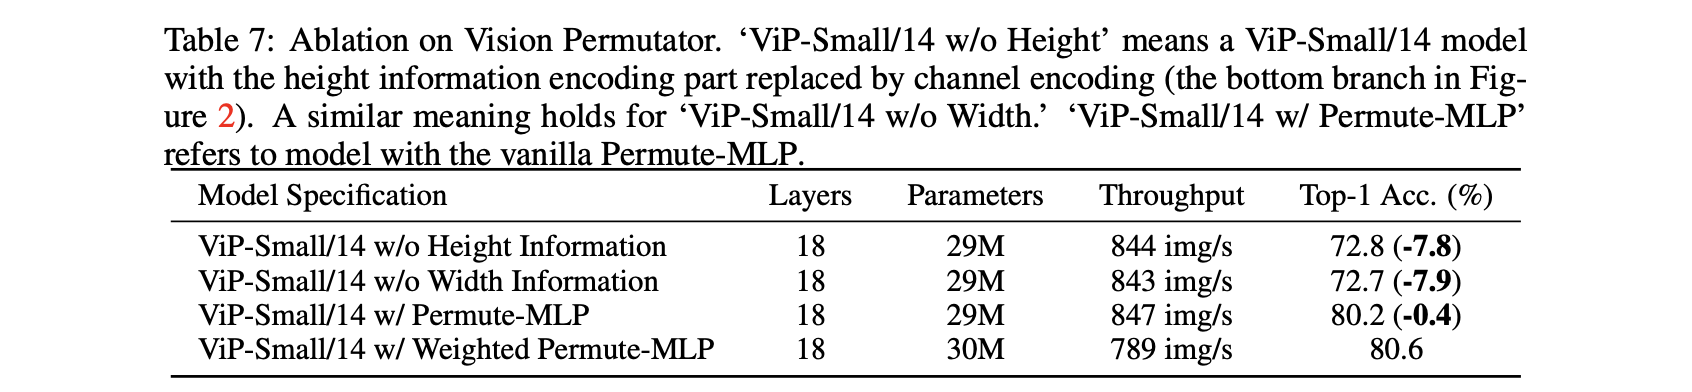 Table 7: Ablation on Vision Permutator. ‘ViP-Small/14 w/o Height’ means a ViP-Small/14 model
with the height information encoding part replaced by channel encoding (the bottom branch in Fig-
ure 2). A similar meaning holds for ‘ViP-Small/14 w/o Width.’ ‘ViP-Small/14 w/ Permute-MLP’
refers to model with the vanilla Permute-MLP.
Model Specification Layers Parameters Throughput Top-1 Acc. (%)
ViP-Small/14 w/o Height Information 18 29M 844 img/s 72.8 (-7.8)
ViP-Small/14 w/o Width Information 18 29M 843 img/s 72.7 (-7.9)
ViP-Small/14 w/ Permute-MLP 18 29M 847 img/s 80.2 (-0.4)
ViP-Small/14 w/ Weighted Permute-MLP 18 30M 789 img/s 80.6